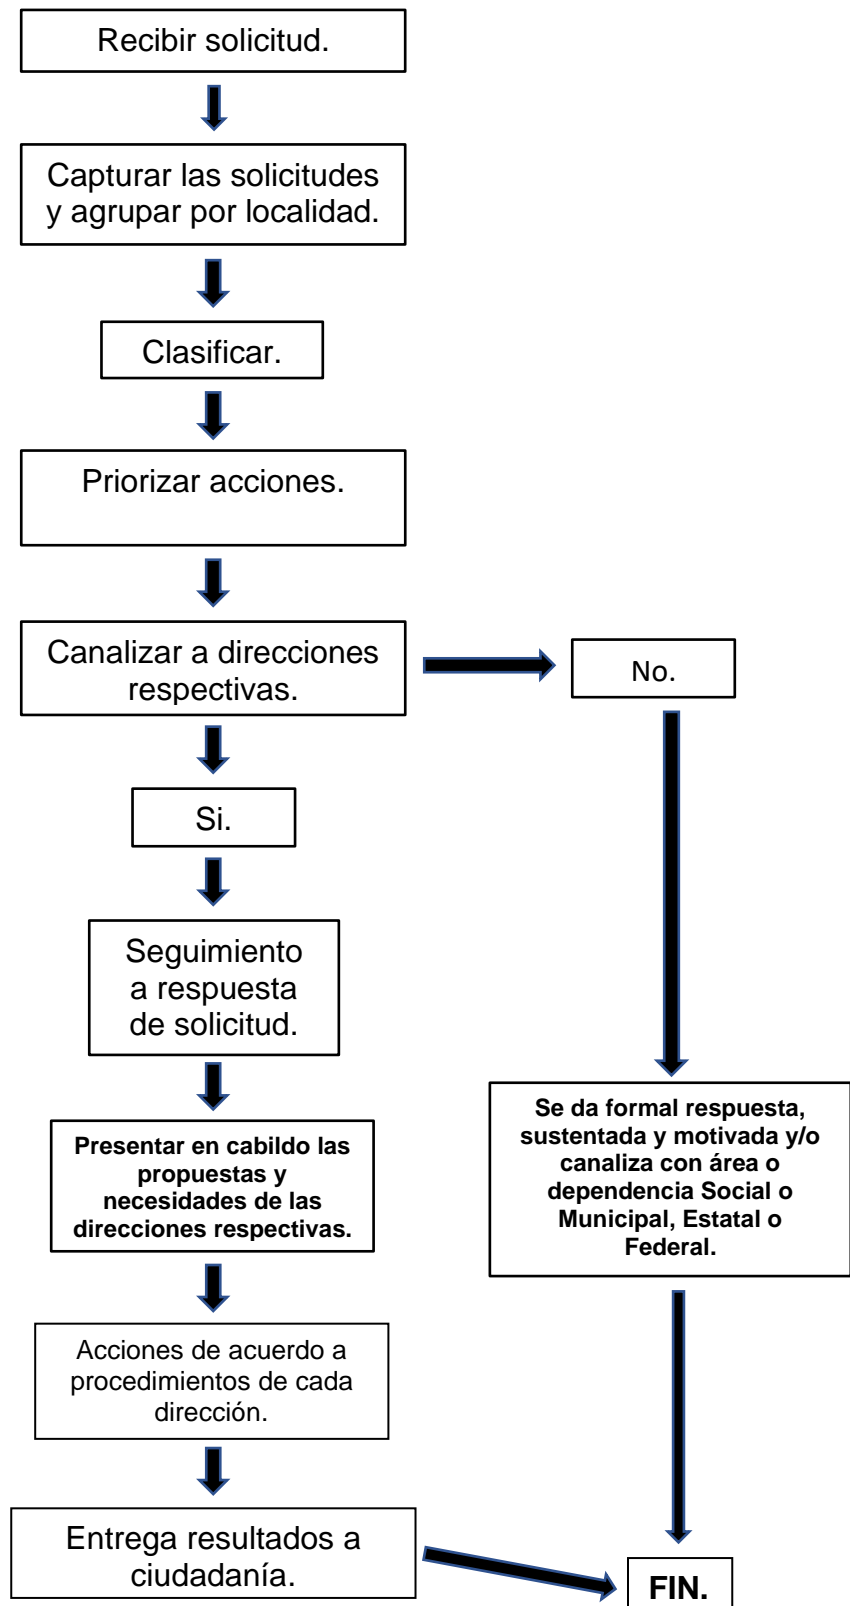 Recibir solicitud.
Capturar las solicitudes
y agrupar por localidad.
Clasificar.
Priorizar acciones.
Canalizar a direcciones
respectivas.
No.
Si.
Seguimiento
a respuesta
de solicitud.
Presentar en cabildo las
propuestas y
necesidades de las
direcciones respectivas.
Se da formal respuesta,
sustentada y motivada y/o
canaliza con área o
dependencia Social o
Municipal, Estatal o
Federal.
Acciones de acuerdo a
procedimientos de cada
dirección.
Entrega resultados a
ciudadanía.
FIN.